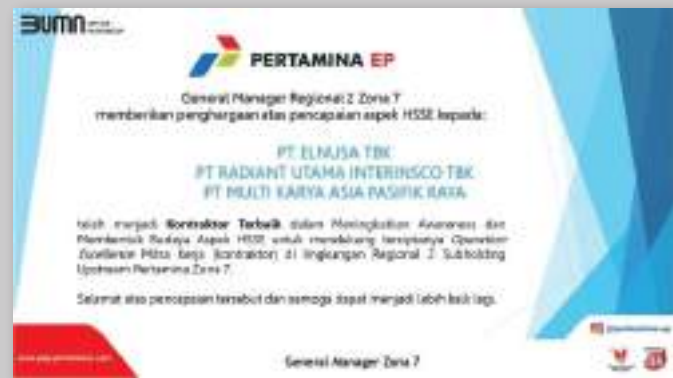 BUMN
PERTAMINA EP
General Manager Regional 2 Zona 7
memberikan penghargaan atas pencapaian aspek HSSE kepada:
PT ELNUSA TBK
PT RADIANT UTAMA INTERINSCO TBK
PT MULTI KARYA ASIA PASIFIK RAYA
telah menjadi Kontraktor Terbaik dalam Meningkatkan Awareness dan
Membentuk Budaya Aspek HSSE untuk mendukung terciptanya Operation
Excellence Mitra Kerja (kontraktor) di lingkungan Regional 2 Subholding
Upstream Pertamina Zona 7.
Selamat atas pencapaian tersebut dan semoga dapat menjadi lebih baik lagi.
General Manager Zona 7